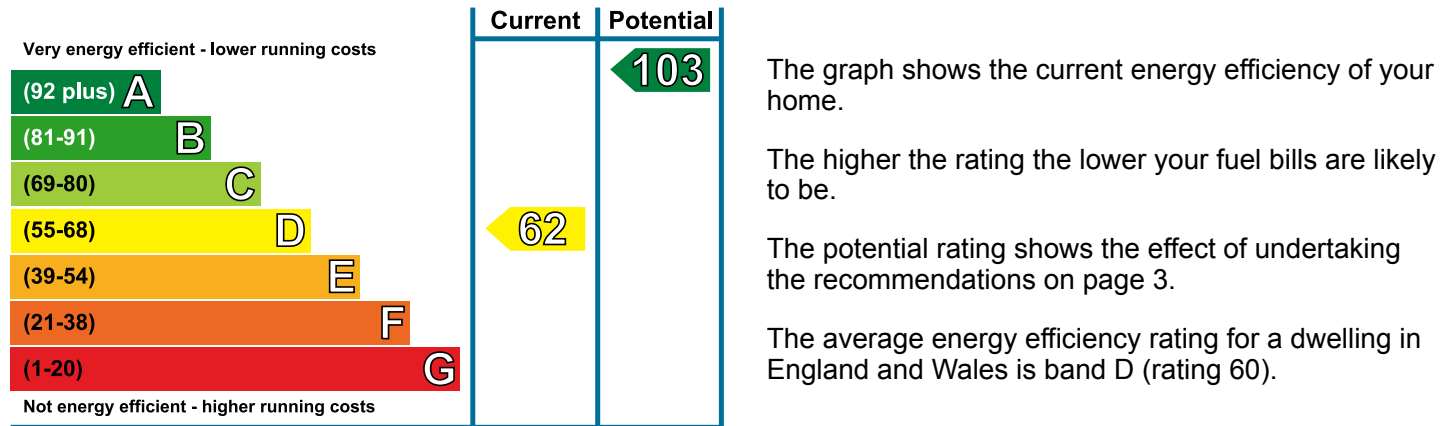 Current Potential
Very energy efficient - lower running costs
103
(92 plus) A
(81-91) B
(69-80) C
(55-68) D
62
(39-54) E
(21-38) F
(1-20) G
Not energy efficient - higher running costs
The graph shows the current energy efficiency of your
home.
The higher the rating the lower your fuel bills are likely
to be.
The potential rating shows the effect of undertaking
the recommendations on page 3.
The average energy efficiency rating for a dwelling in
England and Wales is band D (rating 60).